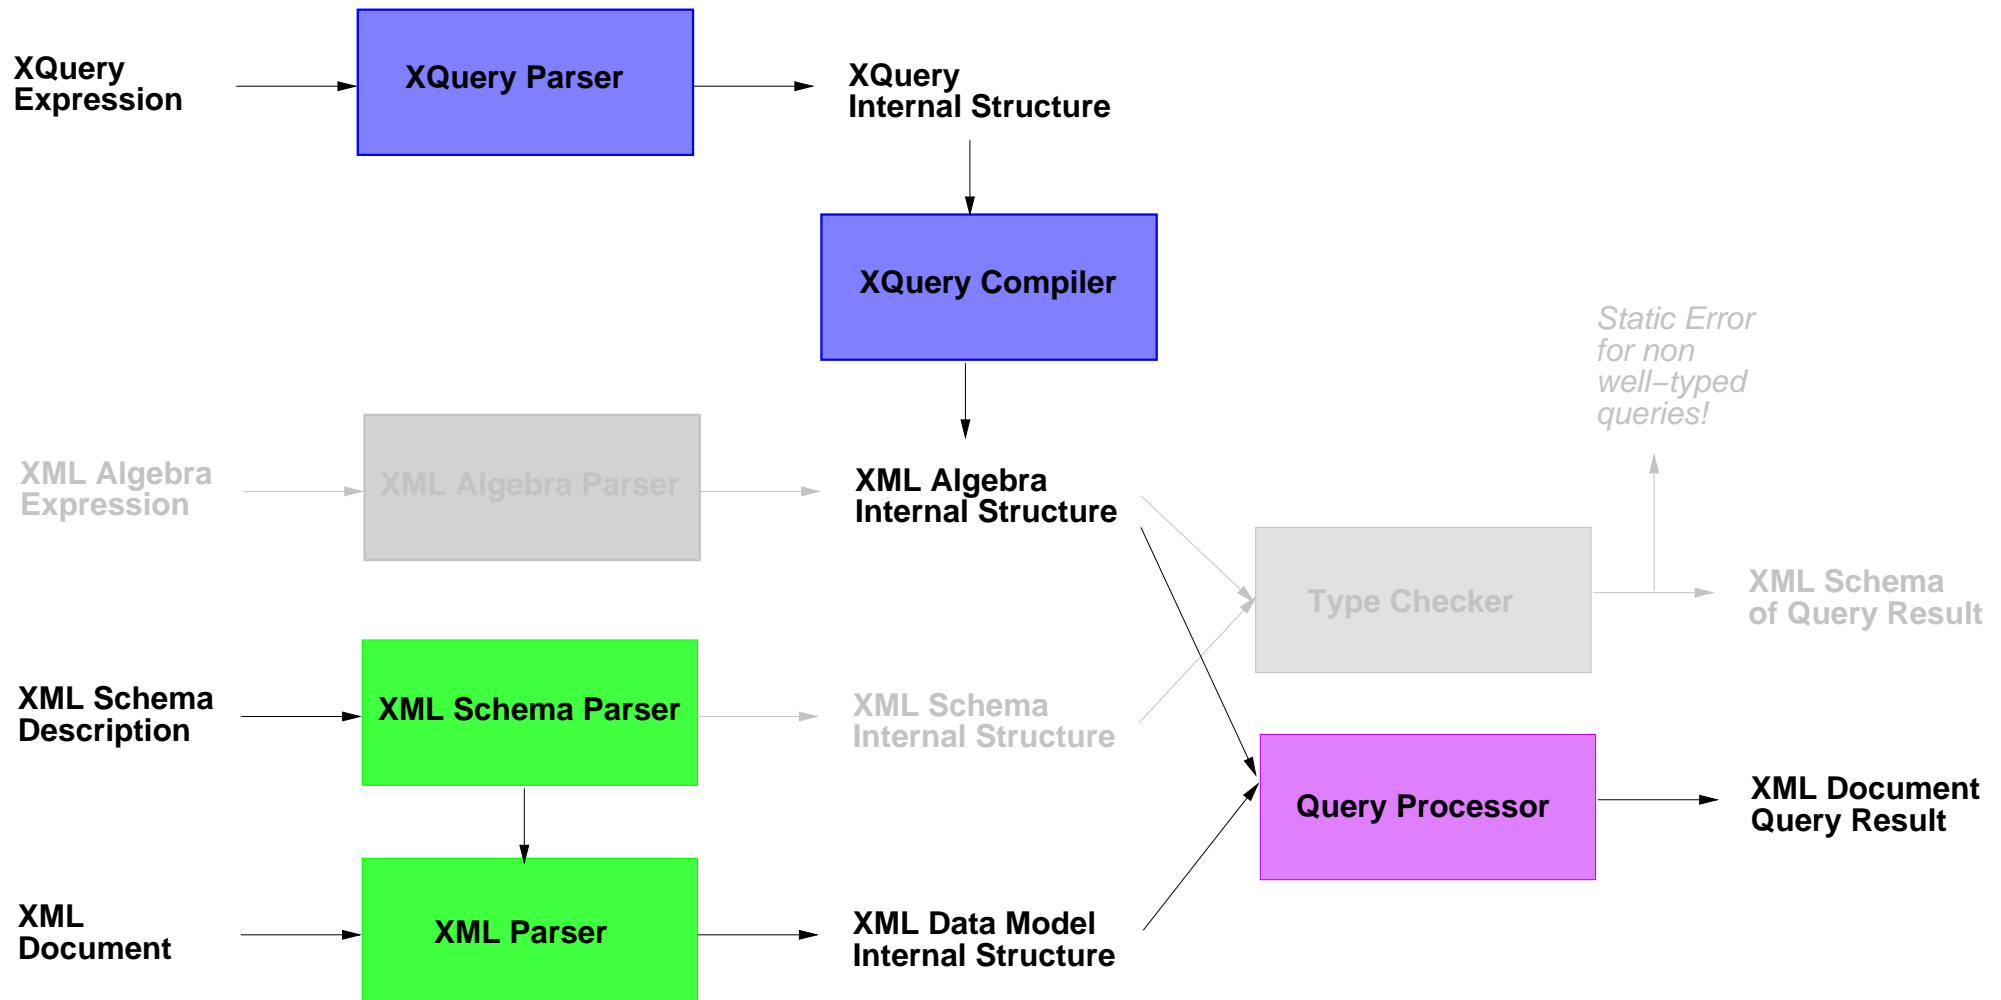 XQuery
Expression
XQuery Parser
XQuery
Internal Structure
XQuery Compiler
Static Error
for non
well–typed
queries!
XML Algebra
Expression
XML Algebra Parser
XML Algebra
Internal Structure
Type Checker
XML Schema
of Query Result
XML Schema
Description
XML Schema Parser
XML Schema
Internal Structure
Query Processor
XML Document
Query Result
XML
Document
XML Parser
XML Data Model
Internal Structure